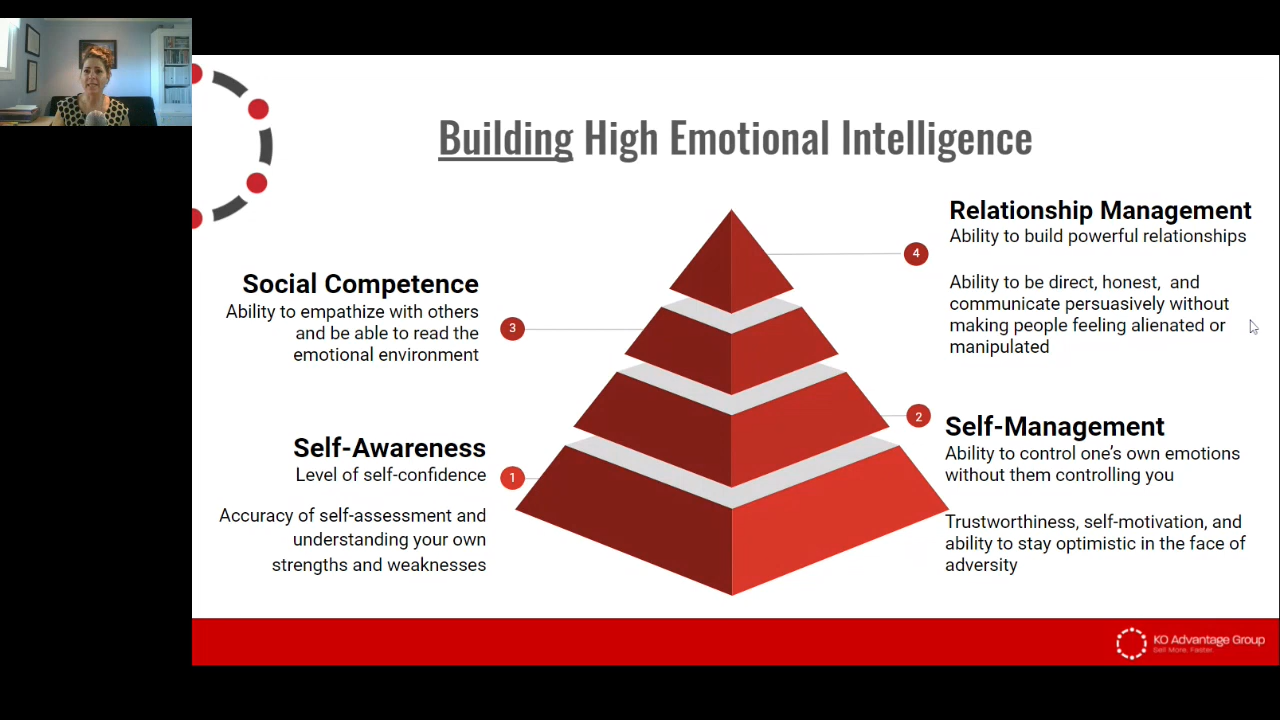 Building High Emotional Intelligence
Relationship Management
Ability to build powerful relationships
Ability to be direct, honest, and
communicate persuasively without
making people feeling alienated or
manipulated
4
Social Competence
Ability to empathize with others
and be able to read the
emotional environment
3
2
Self-Management
Ability to control one’s own emotions
without them controlling you
Trustworthiness, self-motivation, and
ability to stay optimistic in the face of
adversity
Self-Awareness
Level of self-confidence
Accuracy of self-assessment and
understanding your own
strengths and weaknesses
1
KO Advantage Group
Sell More. Faster.